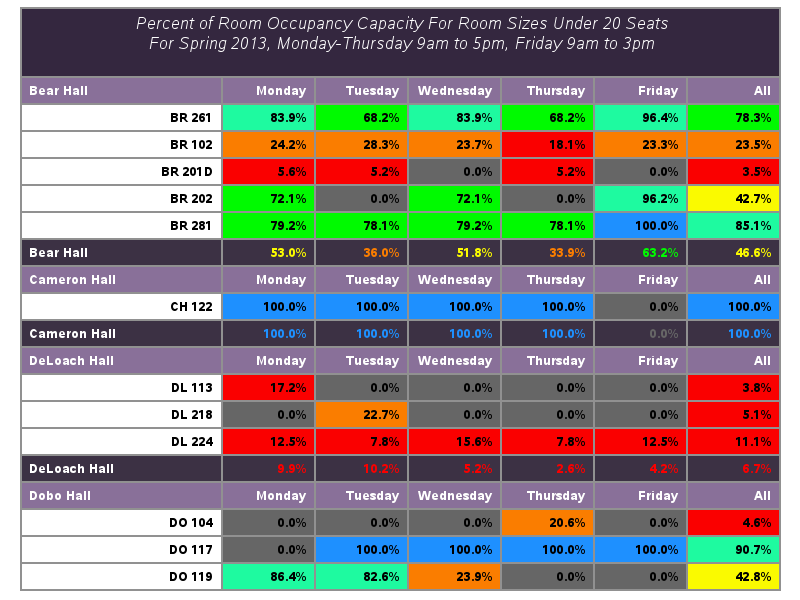 Percent of Room Occupancy Capacity For Room Sizes Under 20 Seats
For Spring 2013, Monday-Thursday 9am to 5pm, Friday 9am to 3pm
Bear Hall Monday Tuesday Wednesday Thursday Friday All
BR 261 83.9% 68.2% 83.9% 68.2% 96.4% 78.3%
BR 102 24.2% 28.3% 23.7% 18.1% 23.3% 23.5%
BR 201D 5.6% 5.2% 0.0% 5.2% 0.0% 3.5%
BR 202 72.1% 0.0% 72.1% 0.0% 96.2% 42.7%
BR 281 79.2% 78.1% 79.2% 78.1% 100.0% 85.1%
Bear Hall 53.0% 36.0% 51.8% 33.9% 63.2% 46.6%
Cameron Hall Monday Tuesday Wednesday Thursday Friday All
CH 122 100.0% 100.0% 100.0% 100.0% 0.0% 100.0%
Cameron Hall 100.0% 100.0% 100.0% 100.0% 0.0% 100.0%
DeLoach Hall Monday Tuesday Wednesday Thursday Friday All
DL 113 17.2% 0.0% 0.0% 0.0% 0.0% 3.8%
DL 218 0.0% 22.7% 0.0% 0.0% 0.0% 5.1%
DL 224 12.5% 7.8% 15.6% 7.8% 12.5% 11.1%
DeLoach Hall 9.9% 10.2% 5.2% 2.6% 4.2% 6.7%
Dobo Hall Monday Tuesday Wednesday Thursday Friday All
DO 104 0.0% 0.0% 0.0% 20.6% 0.0% 4.6%
DO 117 0.0% 100.0% 100.0% 100.0% 100.0% 90.7%
DO 119 86.4% 82.6% 23.9% 0.0% 0.0% 42.8%